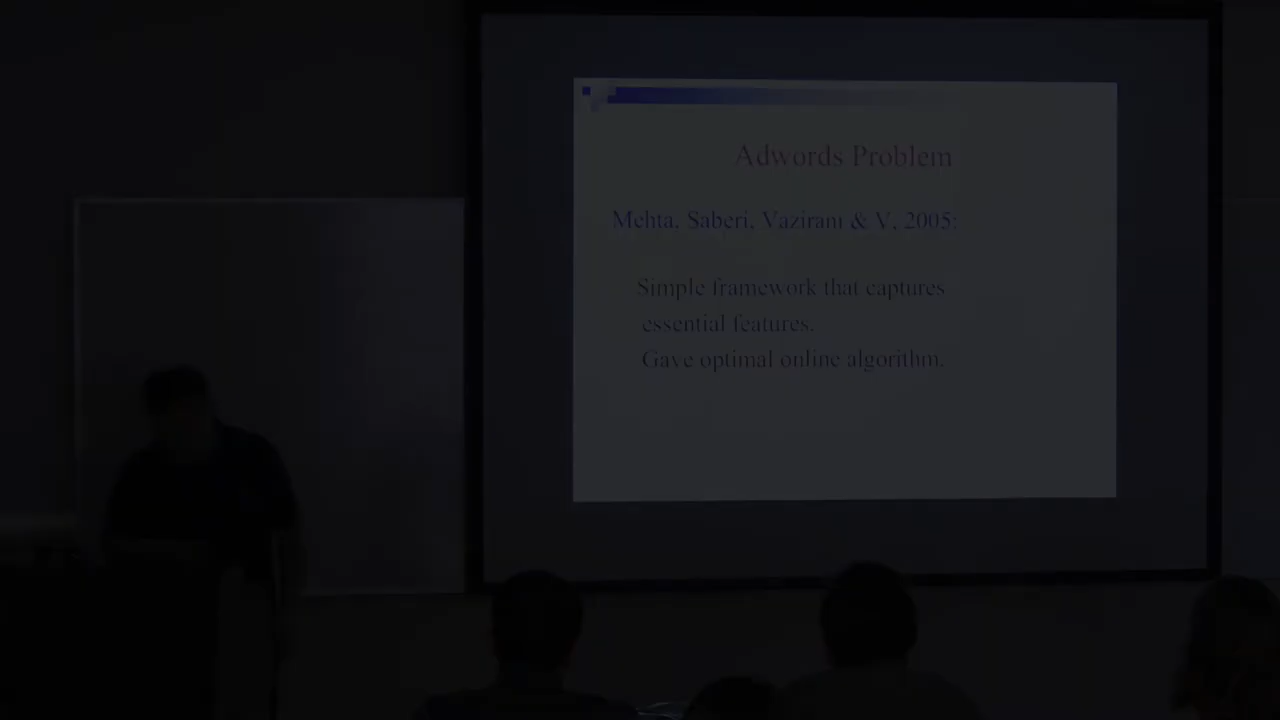 Adwords Problem
Mehta, Saberi, Vazirani & V, 2005:
Simple framework that captures
essential features.
Gave optimal online algorithm.